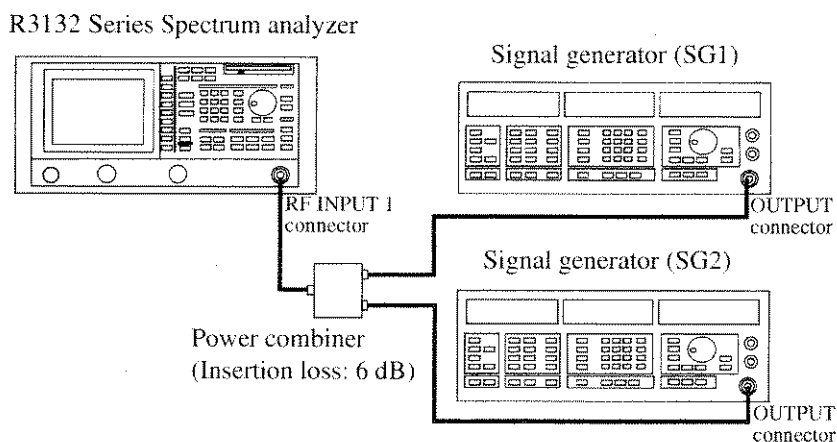 R3132 Series Spectrum analyzer
Signal generator (SG1)
RF INPUT 1
connector
OUTPUT
connector
Signal generator (SG2)
Power combiner
(Insertion loss: 6 dB)
OUTPUT
connector